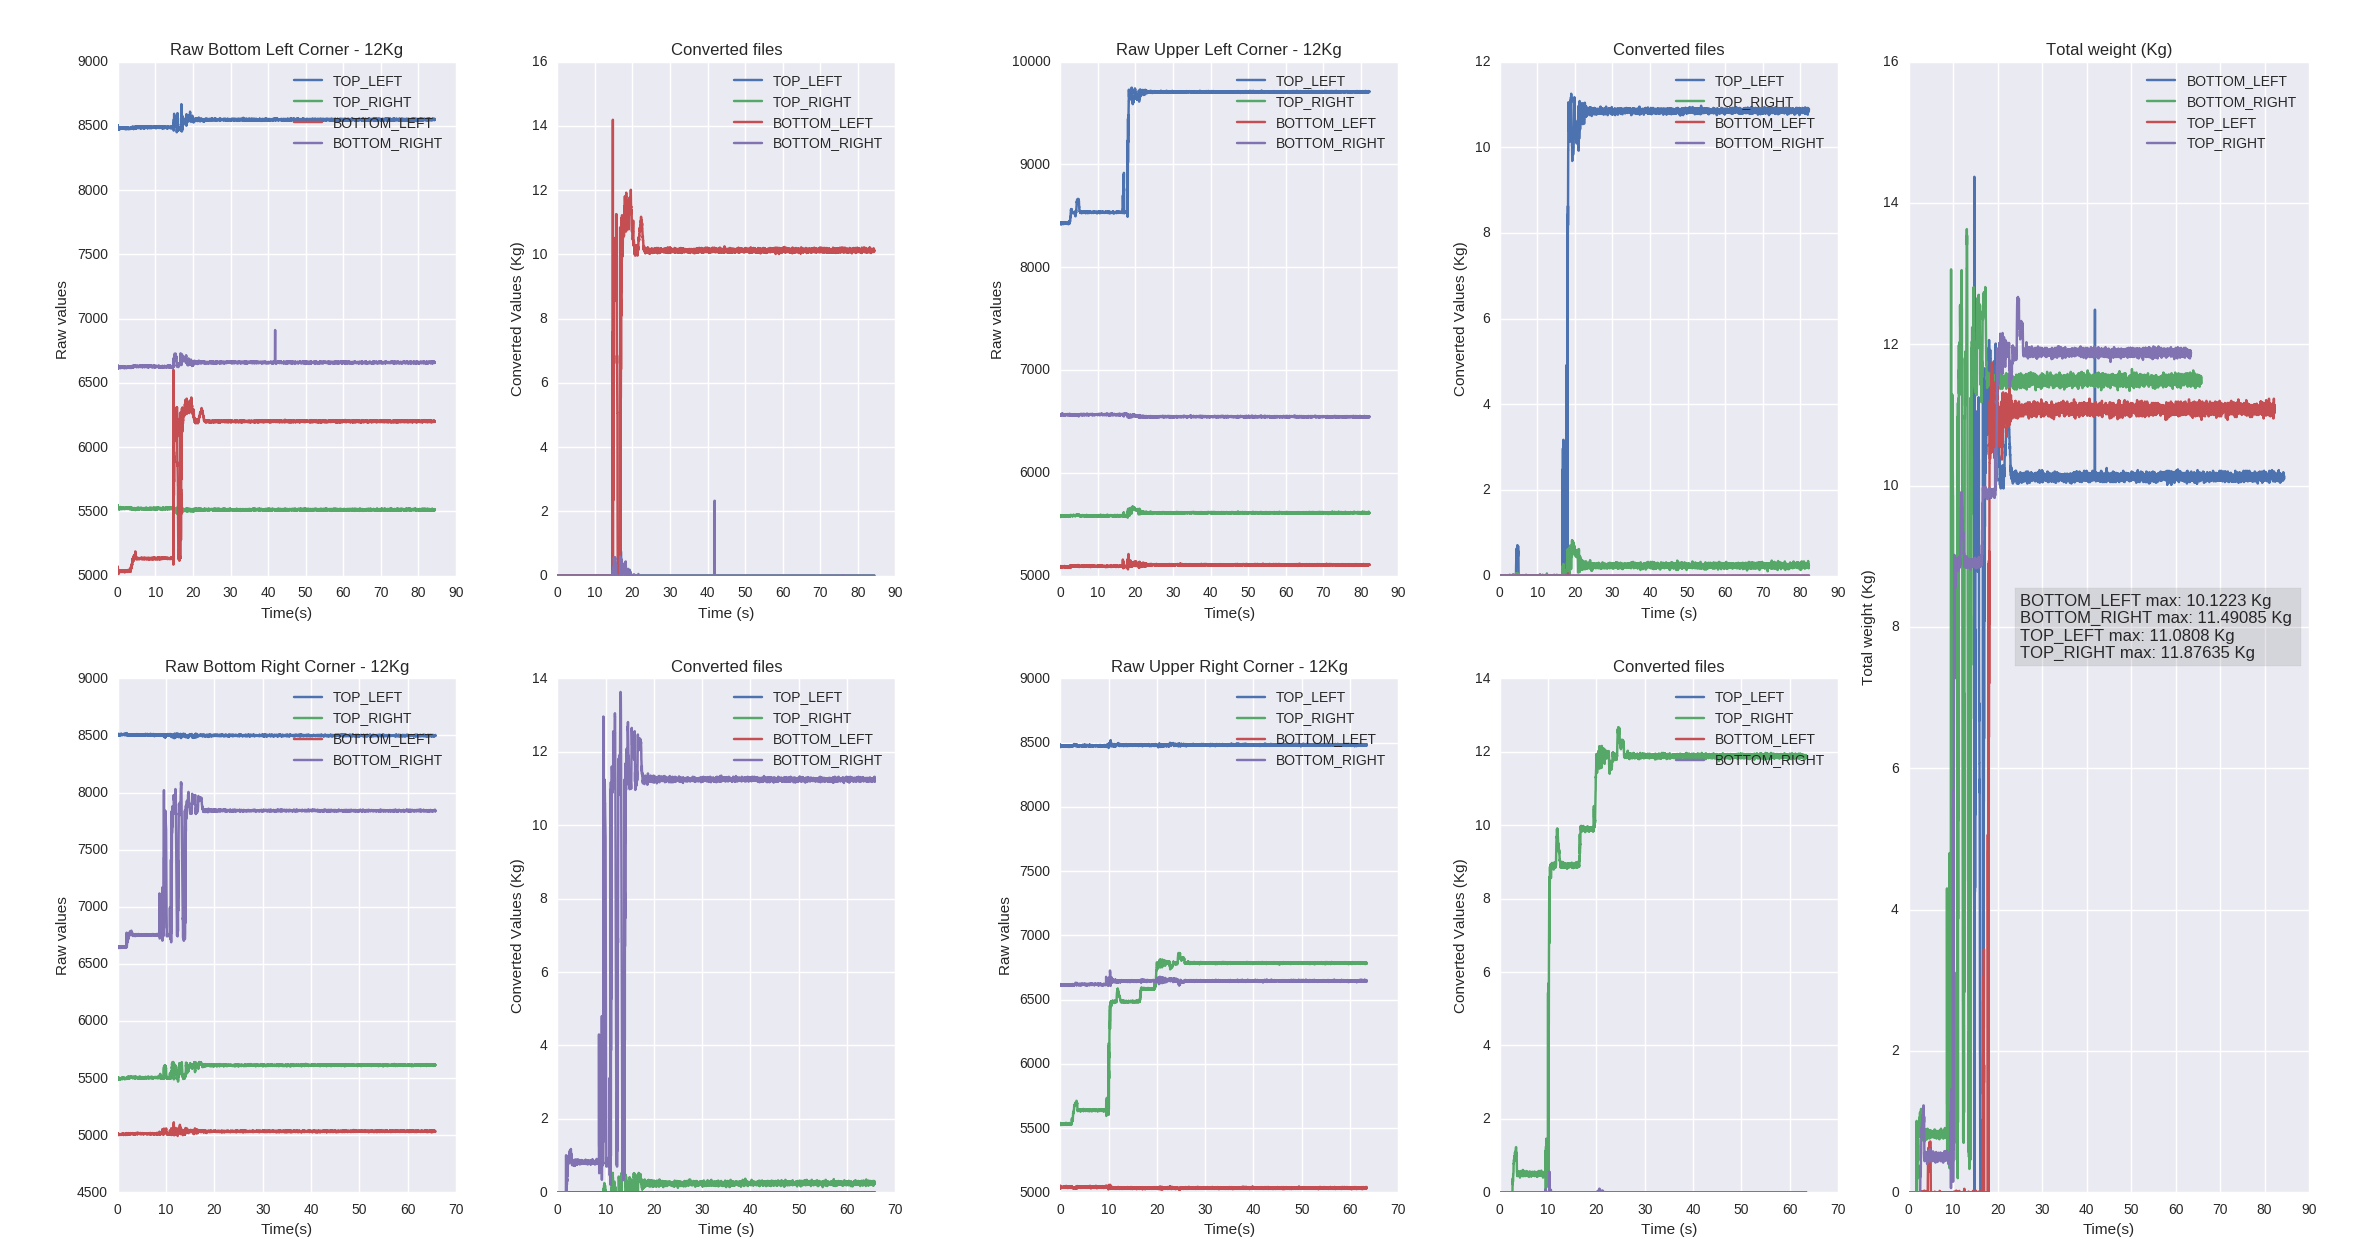 Raw Bottom Left Corner - 12Kg
9000
8500
8000
7500
7000
6500
6000
5500
5000
Raw values
0 10 20 30 40 50 60 70 80 90
Time(s)
TOP_LEFT
TOP_RIGHT
BOTTOM_LEFT
BOTTOM_RIGHT
Converted files
16
14
12
10
8
6
4
2
0
Converted Values (Kg)
0 10 20 30 40 50 60 70 80 90
Time (s)
TOP_LEFT
TOP_RIGHT
BOTTOM_LEFT
BOTTOM_RIGHT
Raw Upper Left Corner - 12Kg
10000
9000
8000
7000
6000
5000
Raw values
0 10 20 30 40 50 60 70 80 90
Time(s)
TOP_LEFT
TOP_RIGHT
BOTTOM_LEFT
BOTTOM_RIGHT
Converted files
12
10
8
6
4
2
0
Converted Values (Kg)
0 10 20 30 40 50 60 70 80 90
Time (s)
TOP_LEFT
TOP_RIGHT
BOTTOM_LEFT
BOTTOM_RIGHT
Raw Bottom Right Corner - 12Kg
9000
8500
8000
7500
7000
6500
6000
5500
5000
4500
Raw values
0 10 20 30 40 50 60 70
Time(s)
TOP_LEFT
TOP_RIGHT
BOTTOM_LEFT
BOTTOM_RIGHT
Converted files
14
12
10
8
6
4
2
0
Converted Values (Kg)
0 10 20 30 40 50 60 70
Time (s)
TOP_LEFT
TOP_RIGHT
BOTTOM_LEFT
BOTTOM_RIGHT
Raw Upper Right Corner - 12Kg
9000
8500
8000
7500
7000
6500
6000
5500
5000
Raw values
0 10 20 30 40 50 60 70
Time(s)
TOP_LEFT
TOP_RIGHT
BOTTOM_LEFT
BOTTOM_RIGHT
Converted files
14
12
10
8
6
4
2
0
Converted Values (Kg)
0 10 20 30 40 50 60 70
Time (s)
TOP_LEFT
TOP_RIGHT
BOTTOM_LEFT
BOTTOM_RIGHT
Total weight (Kg)
16
14
12
10
8
6
4
2
0
Total weight (Kg)
0 10 20 30 40 50 60 70 80 90
Time(s)
BOTTOM_LEFT
BOTTOM_RIGHT
TOP_LEFT
TOP_RIGHT
BOTTOM_LEFT max: 10.1223 Kg
BOTTOM_RIGHT max: 11.49085 Kg
TOP_LEFT max: 11.0808 Kg
TOP_RIGHT max: 11.87635 Kg